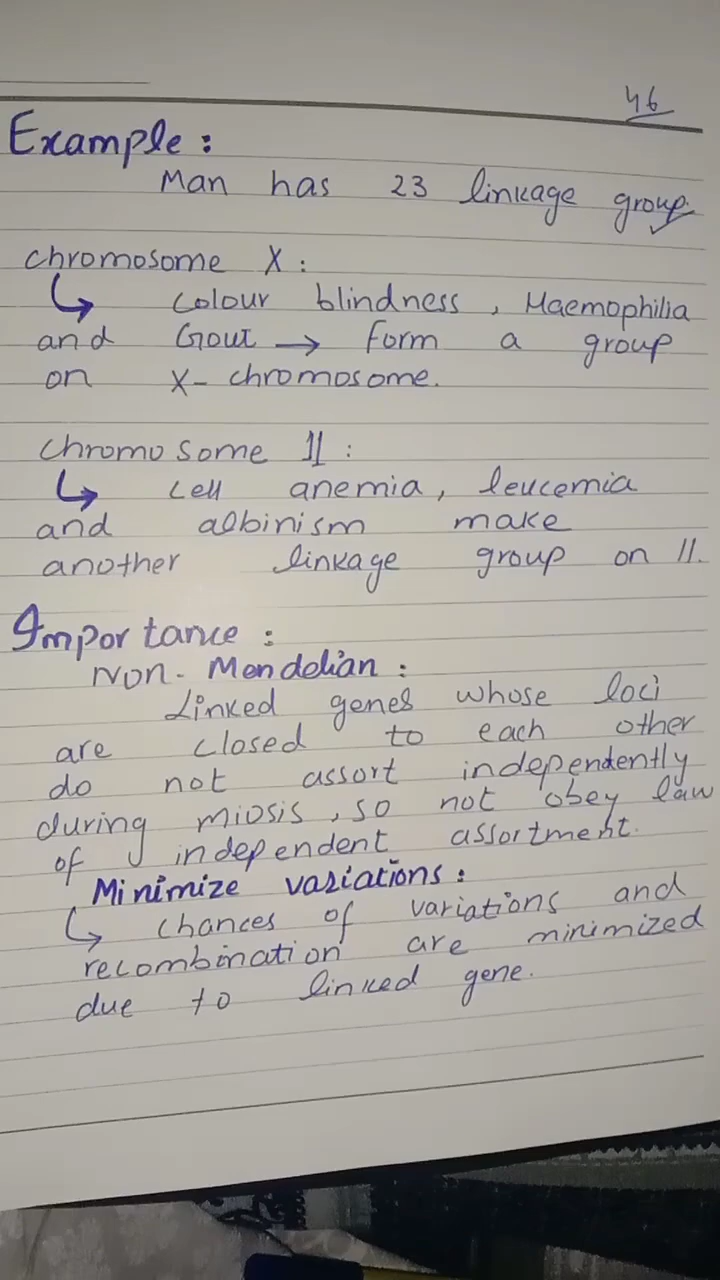 46
Example:
Man has 23 linkage group.
chromosome X:
↳ colour blindness, Haemophilia
and Gout → form a group
on X-chromosome.
chromosome 11:
↳ cell anemia, leucemia
and albinism make
another linkage group on 11.
Importance:
Non-Mendelian:
Linked genes whose loci
are closed to each other
do not assort independently
during miosis, so not obey law
of independent assortment.
Minimize variations:
↳ chances of variations and
recombination are minimized
due to linked gene.